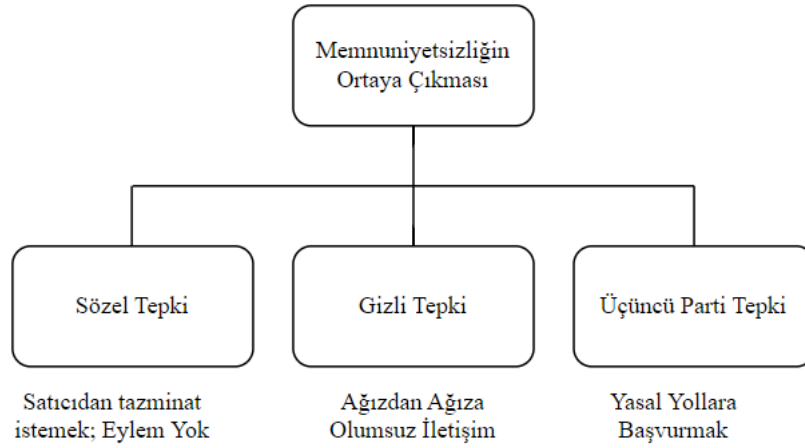 Memnuniyetsizliğin
Ortaya Çıkması
Sözel Tepki
Gizli Tepki
Üçüncü Parti Tepki
Satıcıdan tazminat
istemek; Eylem Yok
Ağızdan Ağıza
Olumsuz İletişim
Yasal Yollara
Başvurmak